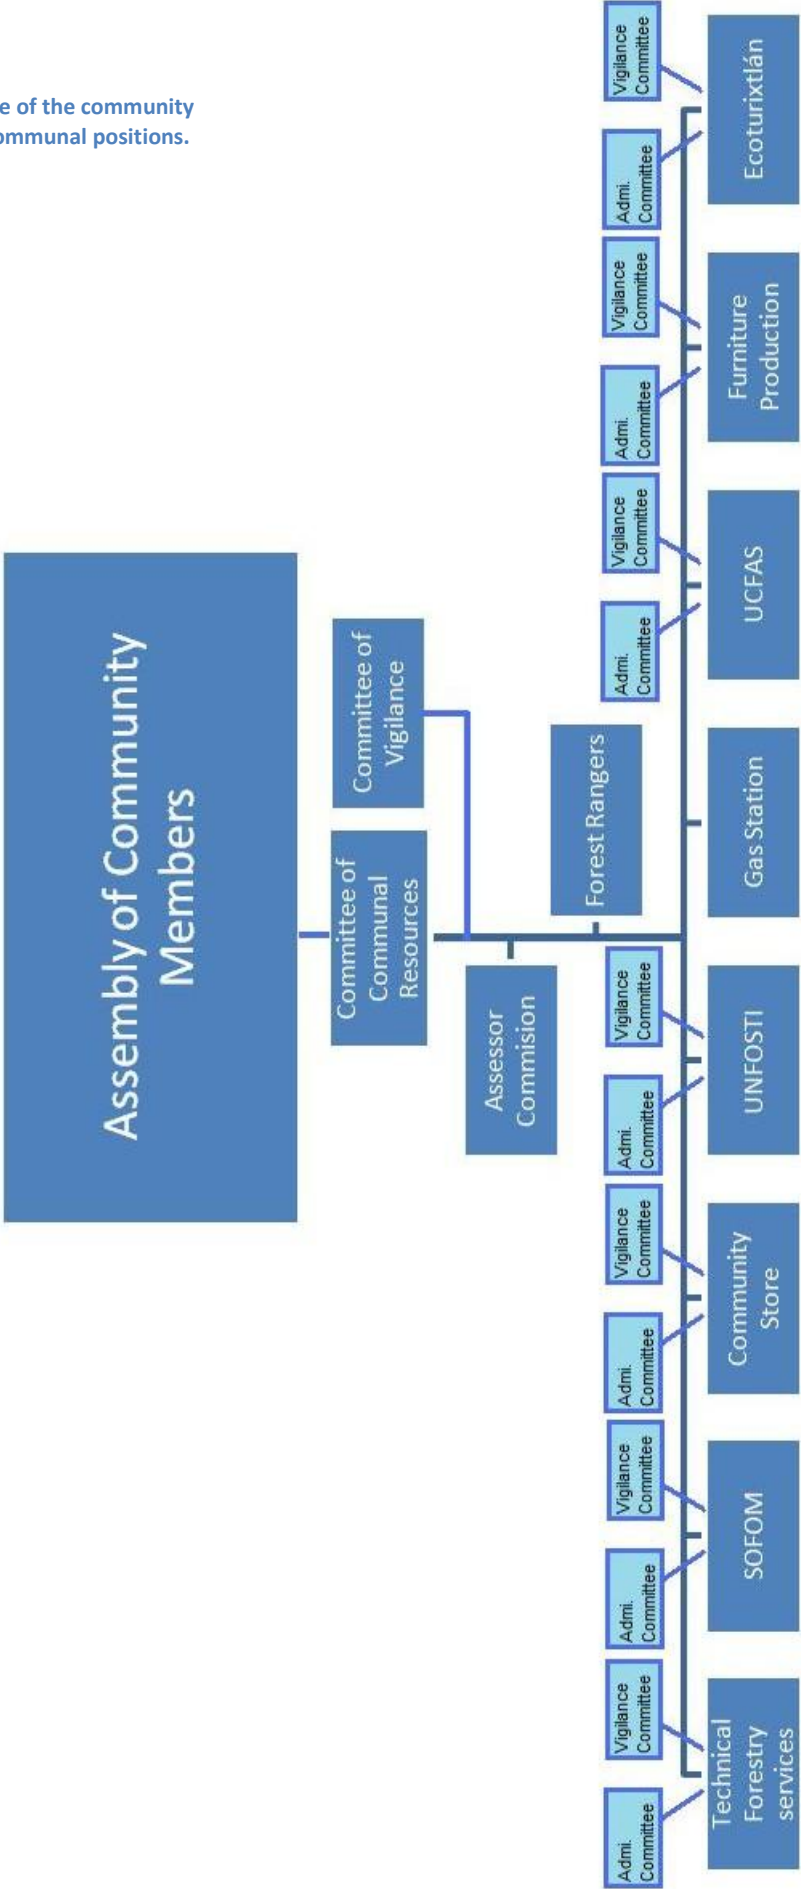 e of the community
ommunal positions.
Assembly of Community
Members
Committee of
Communal
Resources
Committee of
Vigilance
Assessor
Commision
Forest Rangers
Admi.
Committee
Vigilance
Committee
Technical
Forestry
services
Admi.
Committee
Vigilance
Committee
SOFOM
Admi.
Committee
Vigilance
Committee
Community
Store
Admi.
Committee
Vigilance
Committee
UNFOSTI
Gas Station
Admi.
Committee
Vigilance
Committee
UCFAS
Admi.
Committee
Vigilance
Committee
Furniture
Production
Admi.
Committee
Vigilance
Committee
Ecoturixtlán